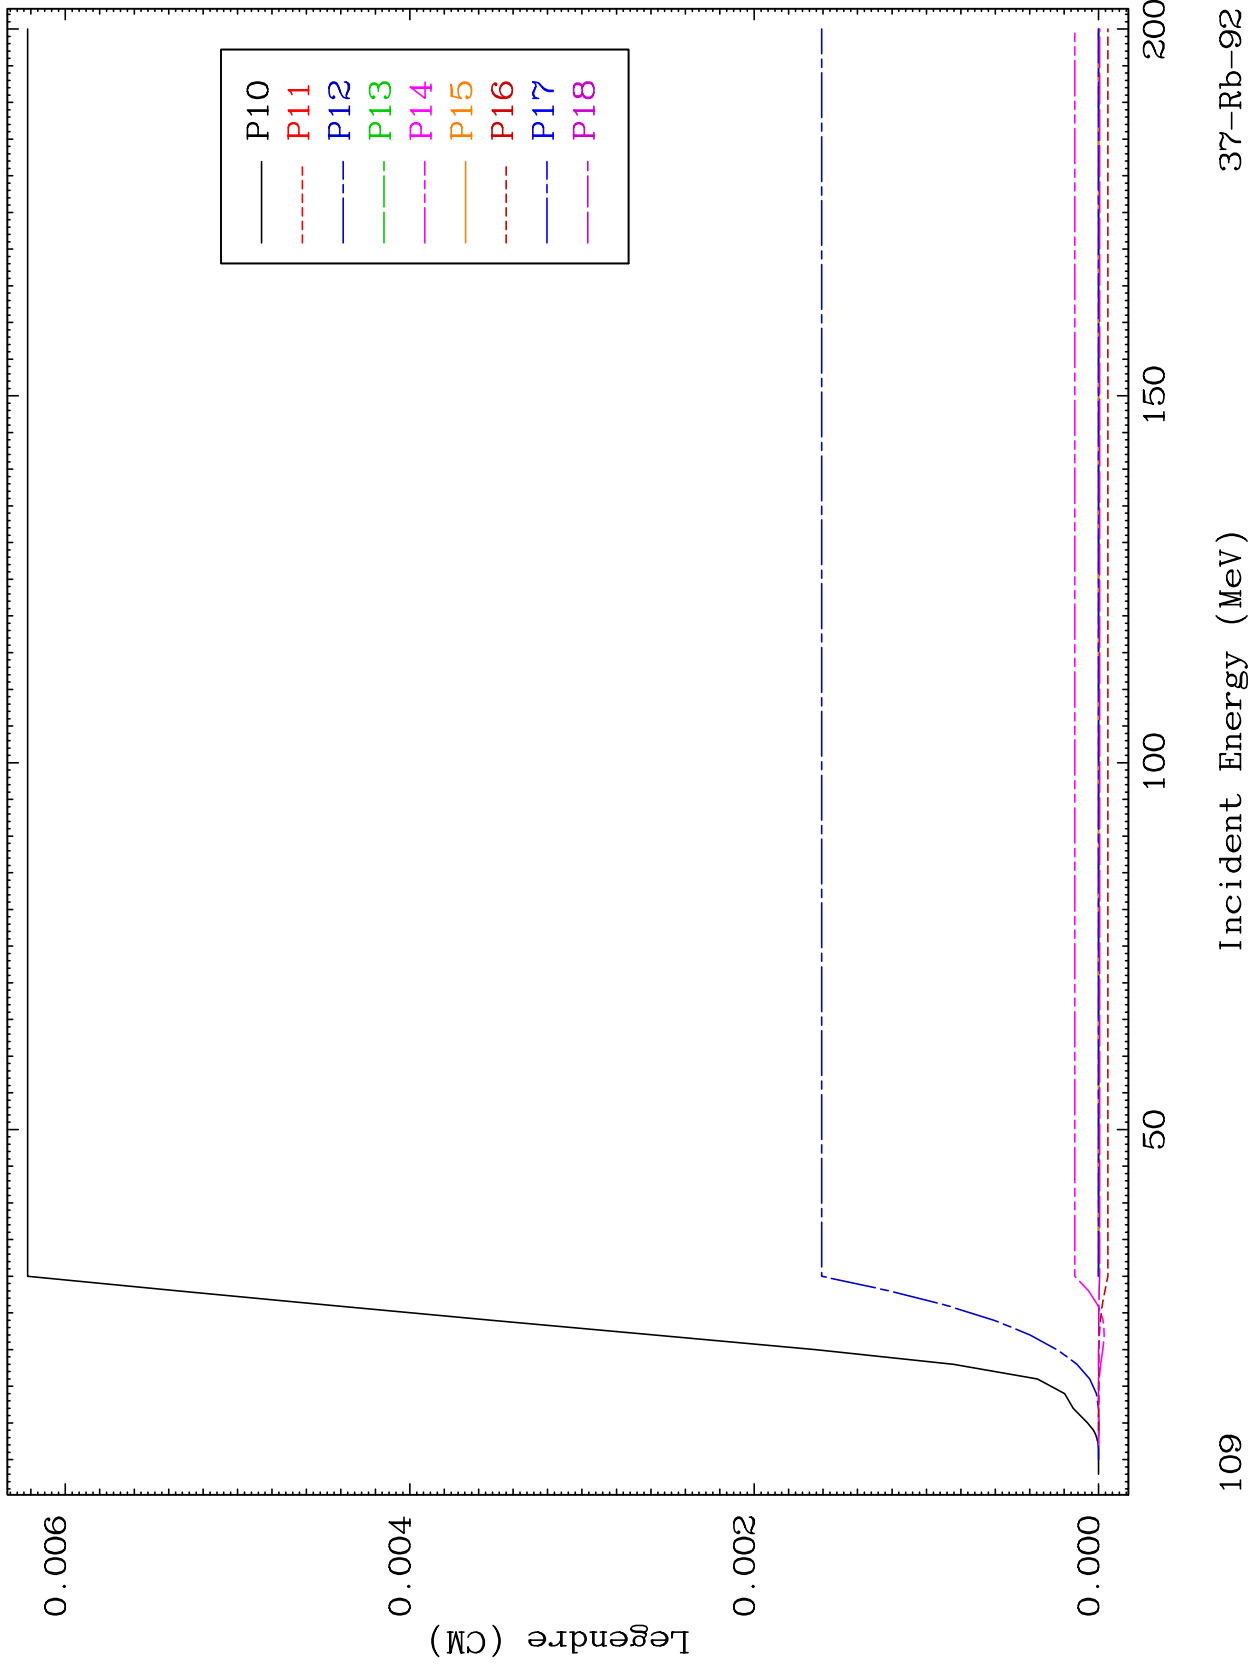 P10
P11
P12
P13
P14
P15
P16
P17
P18
0.006
0.004
0.002
0.000
Legendre (CM)
50
100
150
200
Incident Energy (MeV)
109
37-Rb-92